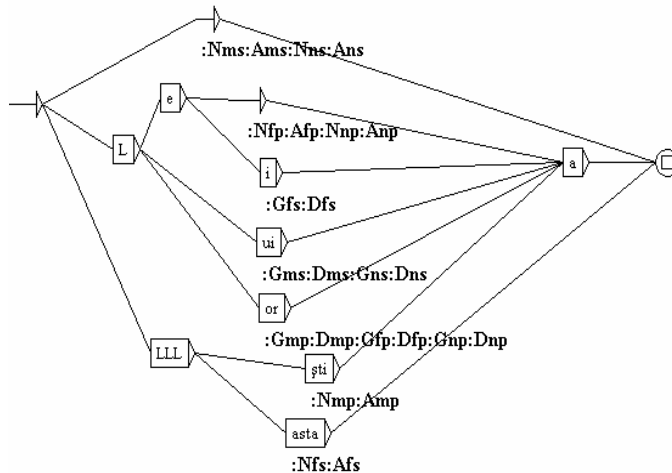 :Nms:Ams:Nns:Ans
e
:Nfp:Afp:Nnp:Anp
L
i
a
:Gfs:Dfs
ui
:Gms:Dms:Gns:Dns
or
:Gmp:Dmp:Gfp:Dfp:Gnp:Dnp
LLL
şti
:Nmp:Amp
asta
:Nfs:Afs